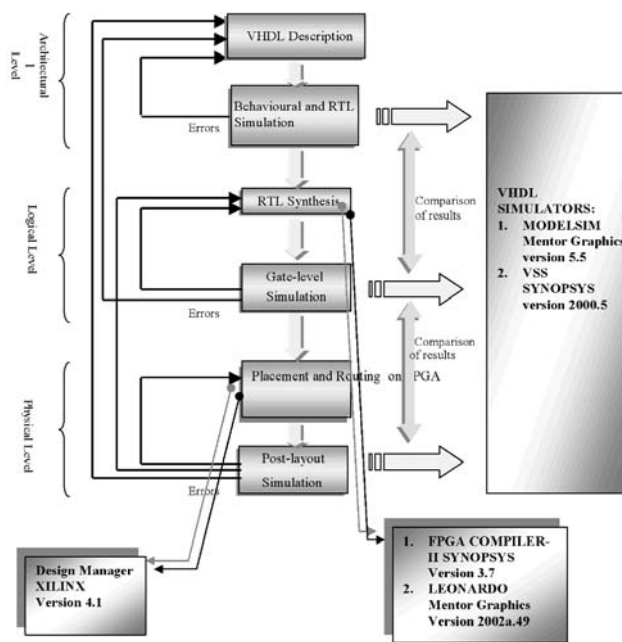 Architectural
l
Level
VHDL Description
Behavioural and RTL
Simulation
Errors
Logical Level
RTL Synthesis
Gate-level
Simulation
Errors
Comparison
of results
Comparison
of results
Physical Level
Placement and Routing on PGA
Post-layout
Simulation
Errors
VHDL
SIMULATORS:
1. MODELSIM
Mentor Graphics
version 5.5
2. VSS
SYNOPSYS
version 2000.5
Design Manager
XILINX
Version 4.1
1. FPGA COMPILER-
II SYNOPSYS
Version 3.7
2. LEONARDO
Mentor Graphics
Version 2002a.49